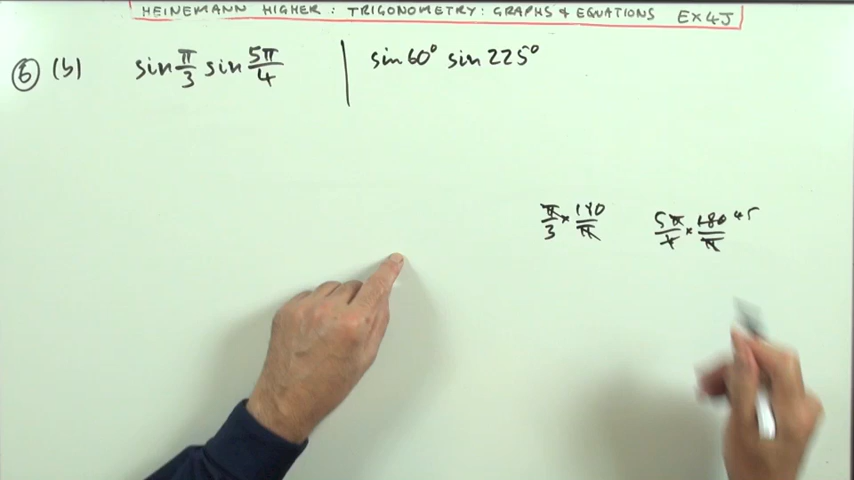 HEINEMANN HIGHER : TRIGONOMETRY : GRAPHS & EQUATIONS EX 4J
⑥ (b) sin π/3 sin 5π/4 | sin 60° sin 225°
π/3 × 180/π 5π/4 × 180/π 45